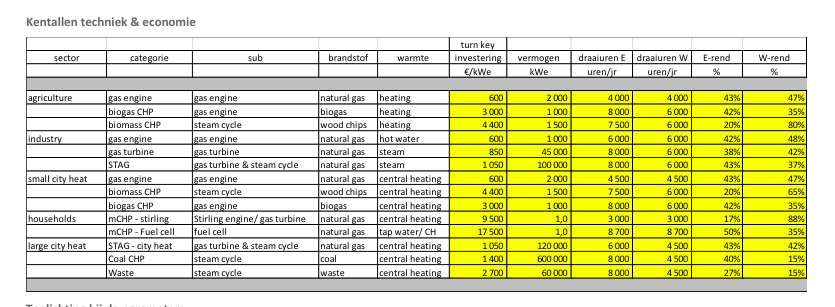 Kentallen techniek & economie
turn key
sector categorie sub brandstof warmte investering vermogen draaiuren E draaiuren W E-rend W-rend
€/kWe kWe uren/jr uren/jr % %
agriculture gas engine gas engine natural gas heating 600 2 000 4 000 4 000 43% 47%
biogas CHP gas engine biogas heating 3 000 1 000 8 000 6 000 42% 35%
biomass CHP steam cycle wood chips heating 4 400 1 500 7 500 6 000 20% 80%
industry gas engine gas engine natural gas hot water 600 1 000 6 000 6 000 42% 48%
gas turbine gas turbine natural gas steam 850 45 000 8 000 6 000 38% 42%
STAG gas turbine & steam cycle natural gas steam 1 050 100 000 8 000 6 000 43% 37%
small city heat gas engine gas engine natural gas central heating 600 2 000 4 500 4 500 43% 47%
biomass CHP steam cycle wood chips central heating 4 400 1 500 7 500 6 000 20% 65%
biogas CHP gas engine biogas central heating 3 000 1 000 8 000 6 000 42% 35%
households mCHP - stirling Stirling engine/ gas turbine natural gas central heating 9 500 1,0 3 000 3 000 17% 88%
mCHP - Fuel cell fuel cell natural gas tap water/ CH 17 500 1,0 8 700 8 700 50% 35%
large city heat STAG - city heat gas turbine & steam cycle natural gas central heating 1 050 120 000 6 000 4 500 43% 42%
Coal CHP steam cycle coal central heating 1 400 600 000 8 000 4 500 40% 15%
Waste steam cycle waste central heating 2 700 60 000 8 000 4 500 27% 15%